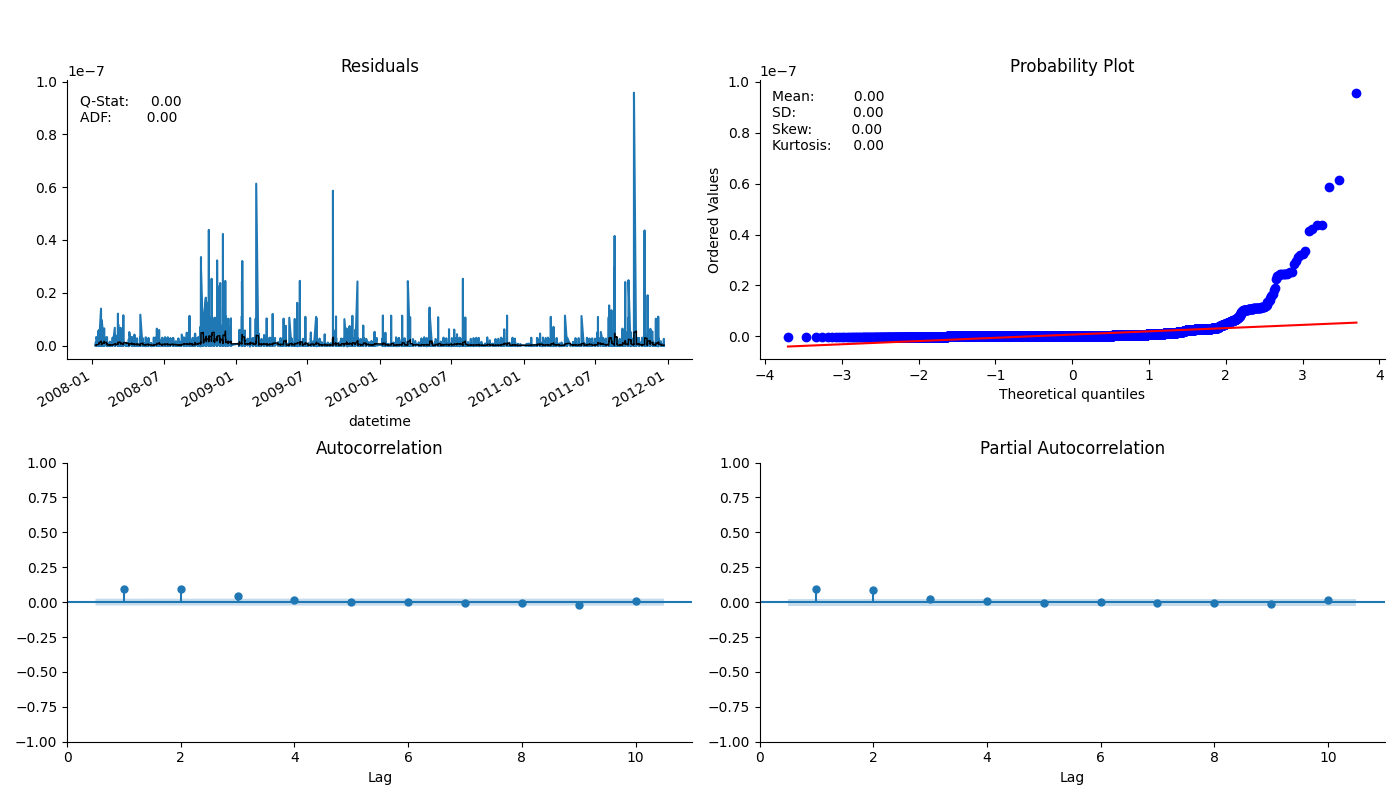 Residuals
1e−7
1.0
0.8
0.6
0.4
0.2
0.0
Q-Stat: 0.00
ADF: 0.00
2008-01
2008-07
2009-01
2009-07
2010-01
2010-07
2011-01
2011-07
2012-01
datetime
Probability Plot
1e−7
1.0
0.8
0.6
0.4
0.2
0.0
Ordered Values
Mean: 0.00
SD: 0.00
Skew: 0.00
Kurtosis: 0.00
−4 −3 −2 −1 0 1 2 3 4
Theoretical quantiles
Autocorrelation
1.00
0.75
0.50
0.25
0.00
−0.25
−0.50
−0.75
−1.00
0 2 4 6 8 10
Lag
Partial Autocorrelation
1.00
0.75
0.50
0.25
0.00
−0.25
−0.50
−0.75
−1.00
0 2 4 6 8 10
Lag